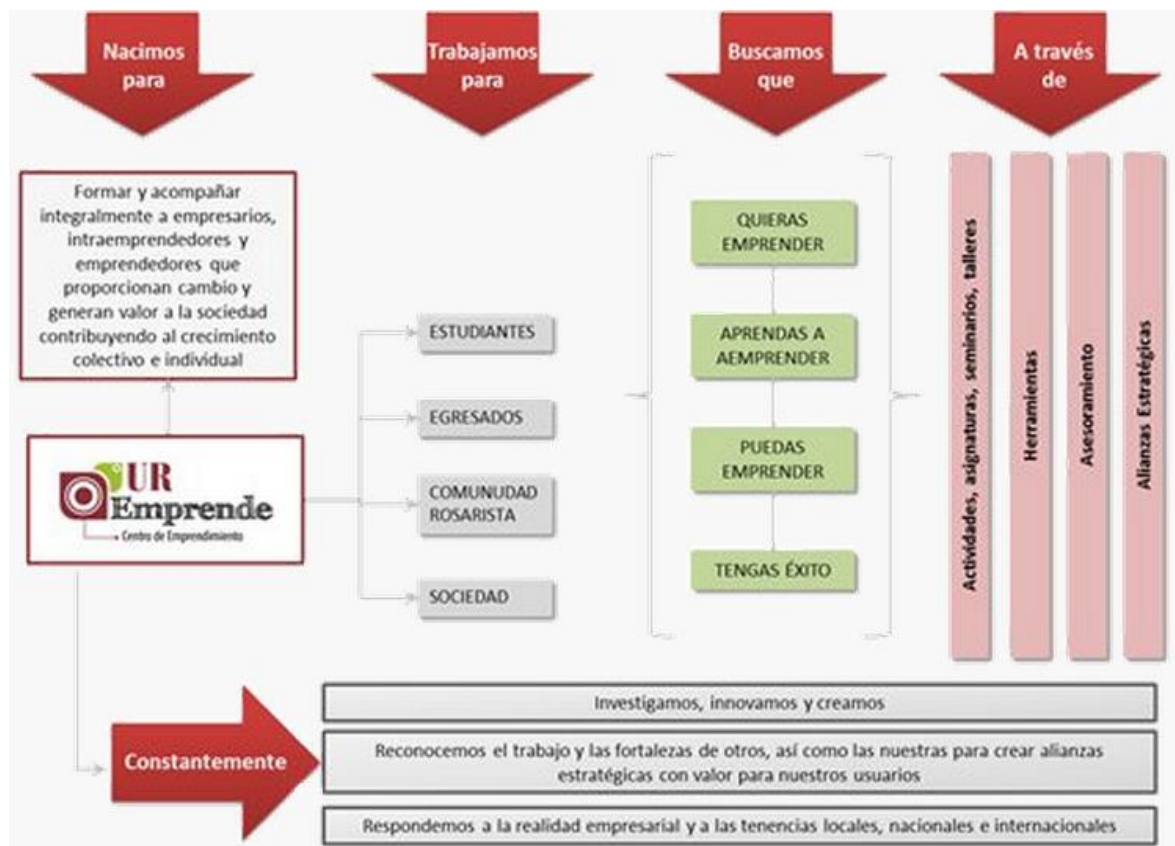 Nacimos
para
Trabajamos
para
Buscamos
que
A través
de
Formar y acompañar
integralmente a empresarios,
intraemprendedores y
emprendedores que
proporcionan cambio y
generan valor a la sociedad
contribuyendo al crecimiento
colectivo e individual
UR
Emprende
Centro de Emprendimiento
ESTUDIANTES
EGRESADOS
COMUNUDAD
ROSARISTA
SOCIEDAD
QUIERAS
EMPRENDER
APRENDAS A
AEMPRENDER
PUEDAS
EMPRENDER
TENGAS ÉXITO
Actividades, asignaturas, seminarios, talleres
Herramientas
Asesoramiento
Alianzas Estratégicas
Constantemente
Investigamos, innovamos y creamos
Reconocemos el trabajo y las fortalezas de otros, así como las nuestras para crear alianzas
estratégicas con valor para nuestros usuarios
Respondemos a la realidad empresarial y a las tenencias locales, nacionales e internacionales